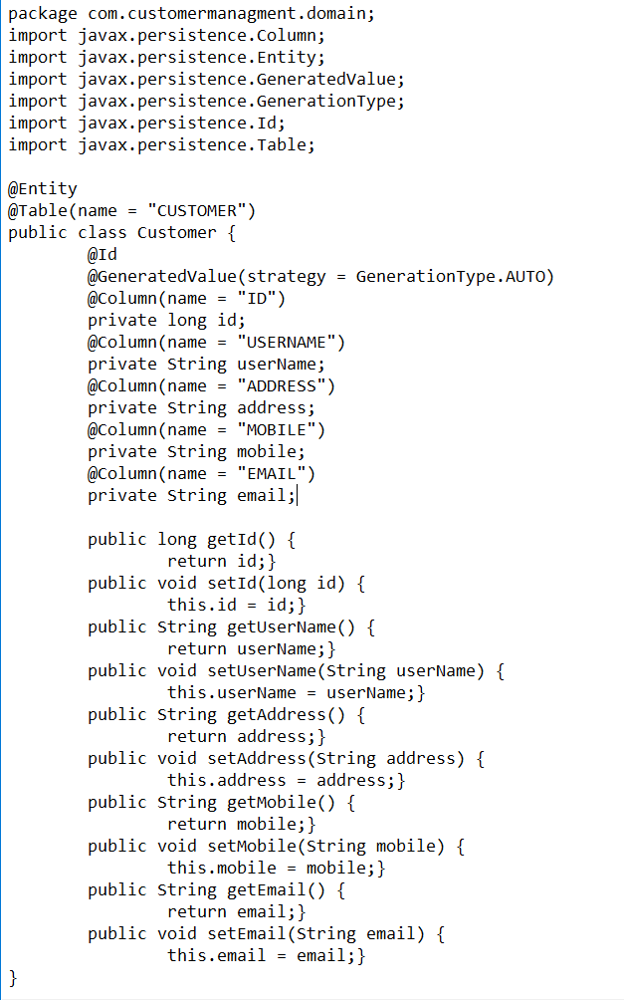 package com.customermanagment.domain;
import javax.persistence.Column;
import javax.persistence.Entity;
import javax.persistence.GeneratedValue;
import javax.persistence.GenerationType;
import javax.persistence.Id;
import javax.persistence.Table;

@Entity
@Table(name = "CUSTOMER")
public class Customer {
        @Id
        @GeneratedValue(strategy = GenerationType.AUTO)
        @Column(name = "ID")
        private long id;
        @Column(name = "USERNAME")
        private String userName;
        @Column(name = "ADDRESS")
        private String address;
        @Column(name = "MOBILE")
        private String mobile;
        @Column(name = "EMAIL")
        private String email;

        public long getId() {
                return id;}
        public void setId(long id) {
                this.id = id;}
        public String getUserName() {
                return userName;}
        public void setUserName(String userName) {
                this.userName = userName;}
        public String getAddress() {
                return address;}
        public void setAddress(String address) {
                this.address = address;}
        public String getMobile() {
                return mobile;}
        public void setMobile(String mobile) {
                this.mobile = mobile;}
        public String getEmail() {
                return email;}
        public void setEmail(String email) {
                this.email = email;}
}